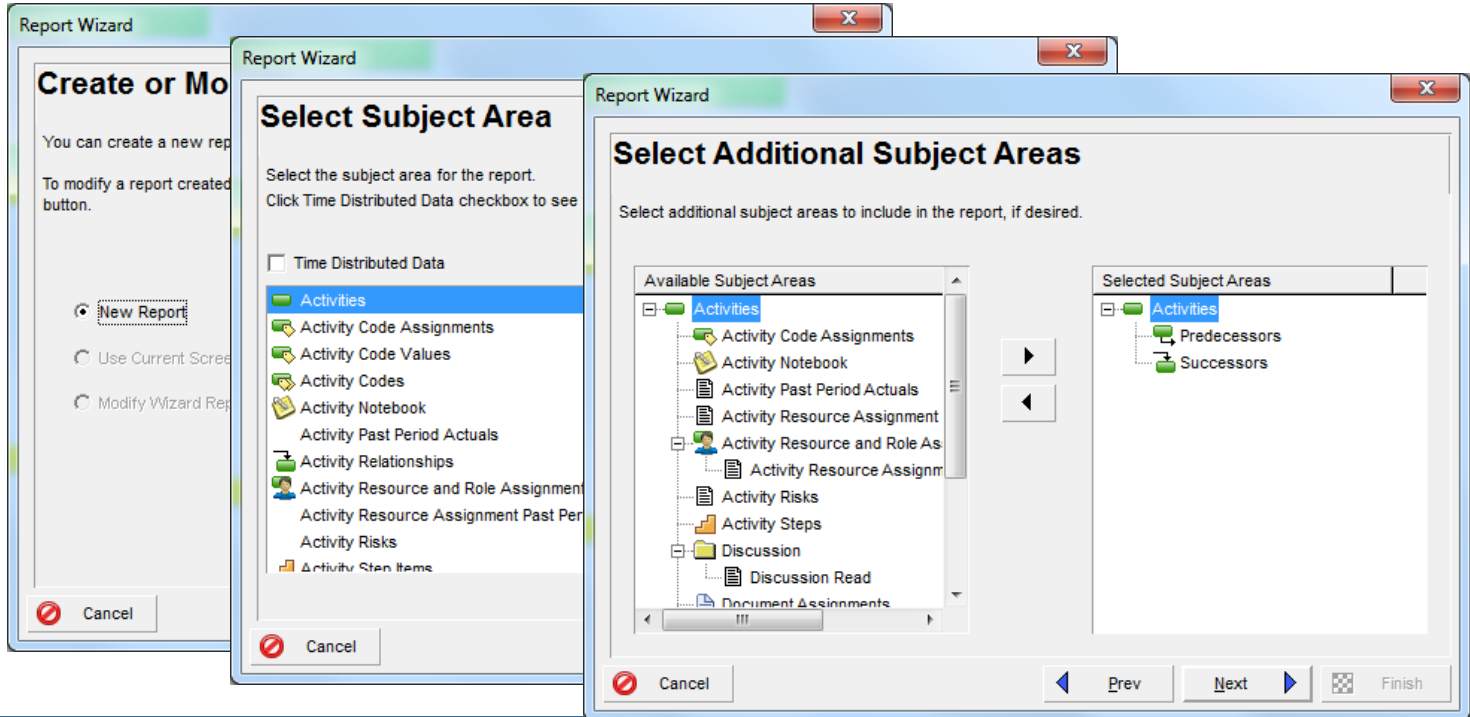 Report Wizard
Create or Mo
You can create a new rep
To modify a report created
button.
New Report
Use Current Scree
Modify Wizard Rep
Cancel
Report Wizard
Select Subject Area
Select the subject area for the report.
Click Time Distributed Data checkbox to see
Time Distributed Data
Activities
Activity Code Assignments
Activity Code Values
Activity Codes
Activity Notebook
Activity Past Period Actuals
Activity Relationships
Activity Resource and Role Assignment
Activity Resource Assignment Past Per
Activity Risks
Activity Step Items
Cancel
Report Wizard
Select Additional Subject Areas
Select additional subject areas to include in the report, if desired.
Available Subject Areas
Activities
Activity Code Assignments
Activity Notebook
Activity Past Period Actuals
Activity Resource Assignment
Activity Resource and Role As
Activity Resource Assignm
Activity Risks
Activity Steps
Discussion
Discussion Read
Document Assignments
Selected Subject Areas
Activities
Predecessors
Successors
Cancel
Prev
Next
Finish